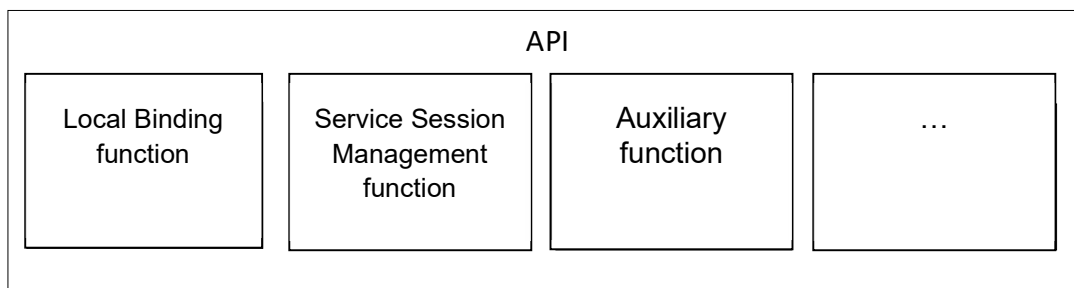 API
Local Binding
function
Service Session
Management
function
Auxiliary
function
…